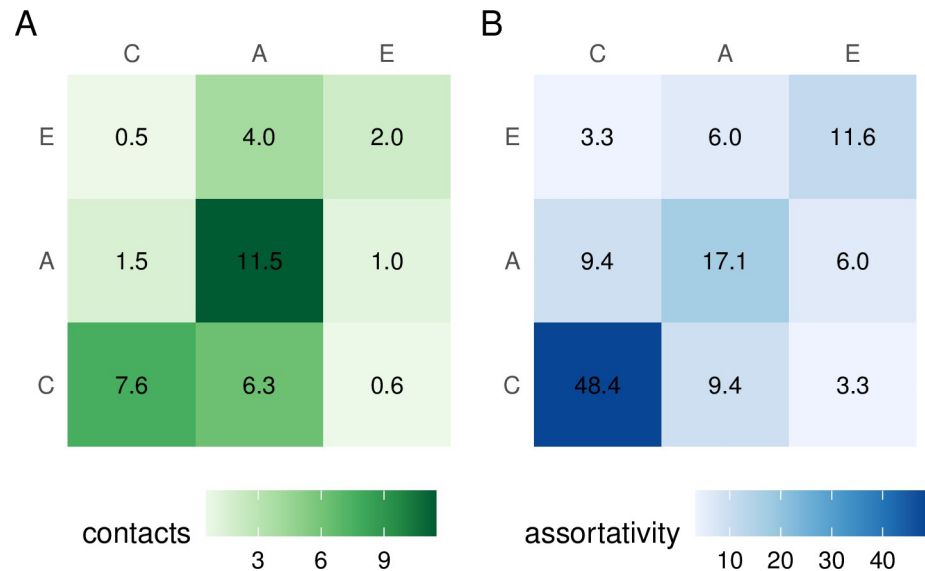 A B
C A E C A E
E 0.5 4.0 2.0 E 3.3 6.0 11.6
A 1.5 11.5 1.0 A 9.4 17.1 6.0
C 7.6 6.3 0.6 C 48.4 9.4 3.3
contacts assortativity
3 6 9 10 20 30 40